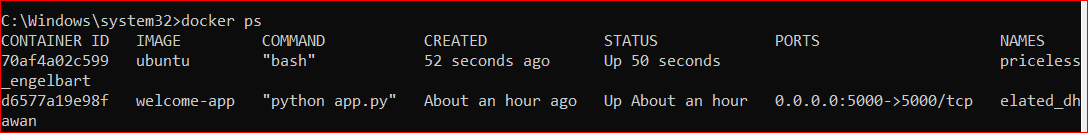 C:\Windows\system32>docker ps
CONTAINER ID   IMAGE         COMMAND           CREATED             STATUS             PORTS                    NAMES
70af4a02c599   ubuntu        "bash"            52 seconds ago      Up 50 seconds                               priceless
_engelbart
d6577a19e98f   welcome-app   "python app.py"   About an hour ago   Up About an hour   0.0.0.0:5000->5000/tcp   elated_dh
awan